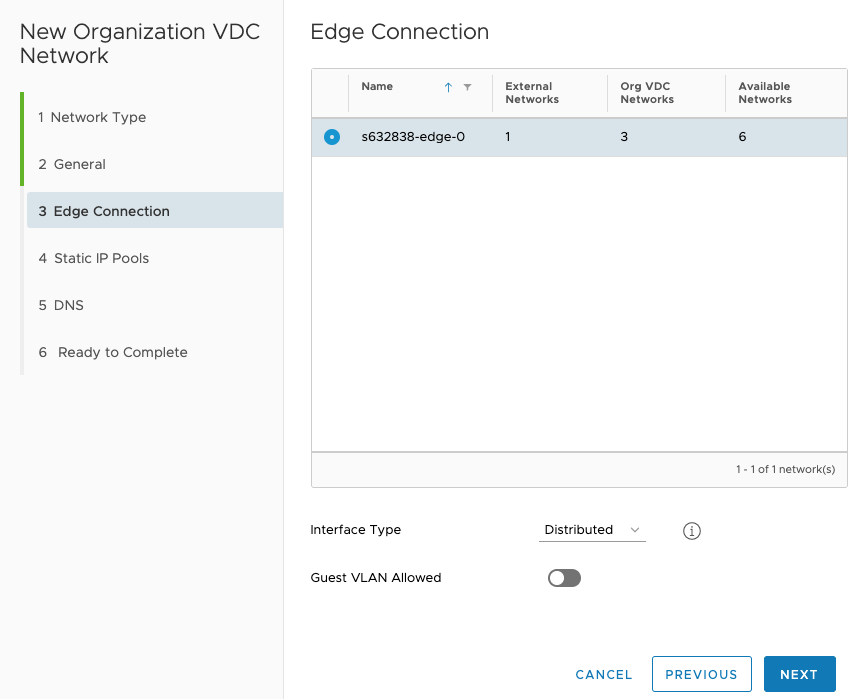 New Organization VDC
Network
1 Network Type
2 General
3 Edge Connection
4 Static IP Pools
5 DNS
6 Ready to Complete
Edge Connection
Name
External
Networks
Org VDC
Networks
Available
Networks
s632838-edge-0 1 3 6
1 - 1 of 1 network(s)
Interface Type Distributed
Guest VLAN Allowed
CANCEL PREVIOUS NEXT